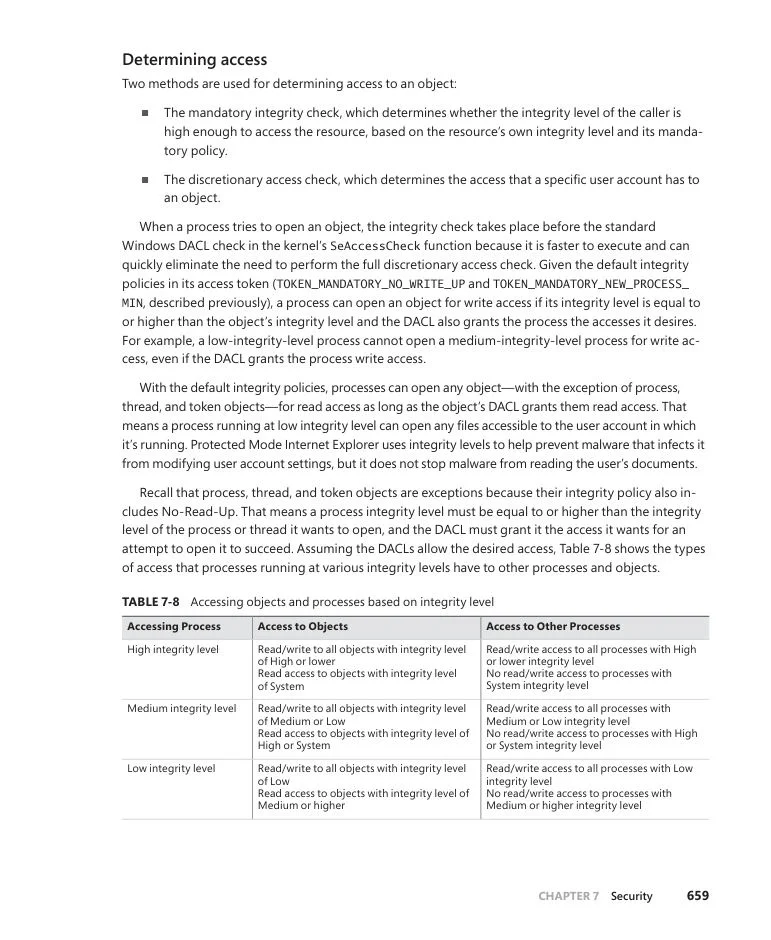 Determining access
Two methods are used for determining access to an object:
■ The mandatory integrity check, which determines whether the integrity level of the caller is
high enough to access the resource, based on the resource's own integrity level and its manda-
tory policy.
■ The discretionary access check, which determines the access that a specific user account has to
an object.
When a process tries to open an object, the integrity check takes place before the standard
Windows DACL check in the kernel's SeAccessCheck function because it is faster to execute and can
quickly eliminate the need to perform the full discretionary access check. Given the default integrity
policies in its access token (TOKEN_MANDATORY_NO_WRITE_UP and TOKEN_MANDATORY_NEW_PROCESS_
MIN, described previously), a process can open an object for write access if its integrity level is equal to
or higher than the object's integrity level and the DACL also grants the process the accesses it desires.
For example, a low-integrity-level process cannot open a medium-integrity-level process for write ac-
cess, even if the DACL grants the process write access.
With the default integrity policies, processes can open any object—with the exception of process,
thread, and token objects—for read access as long as the object's DACL grants them read access. That
means a process running at low integrity level can open any files accessible to the user account in which
it's running. Protected Mode Internet Explorer uses integrity levels to help prevent malware that infects it
from modifying user account settings, but it does not stop malware from reading the user's documents.
Recall that process, thread, and token objects are exceptions because their integrity policy also in-
cludes No-Read-Up. That means a process integrity level must be equal to or higher than the integrity
level of the process or thread it wants to open, and the DACL must grant it the access it wants for an
attempt to open it to succeed. Assuming the DACLs allow the desired access, Table 7-8 shows the types
of access that processes running at various integrity levels have to other processes and objects.
TABLE 7-8 Accessing objects and processes based on integrity level
Accessing Process
Access to Objects
Access to Other Processes
High integrity level
Read/write to all objects with integrity level
of High or lower
Read access to objects with integrity level
of System
Read/write access to all processes with High
or lower integrity level
No read/write access to processes with
System integrity level
Medium integrity level
Read/write to all objects with integrity level
of Medium or Low
Read access to objects with integrity level of
High or System
Read/write access to all processes with
Medium or Low integrity level
No read/write access to processes with High
or System integrity level
Low integrity level
Read/write to all objects with integrity level
of Low
Read access to objects with integrity level of
Medium or higher
Read/write access to all processes with Low
integrity level
No read/write access to processes with
Medium or higher integrity level
CHAPTER 7 Security 659